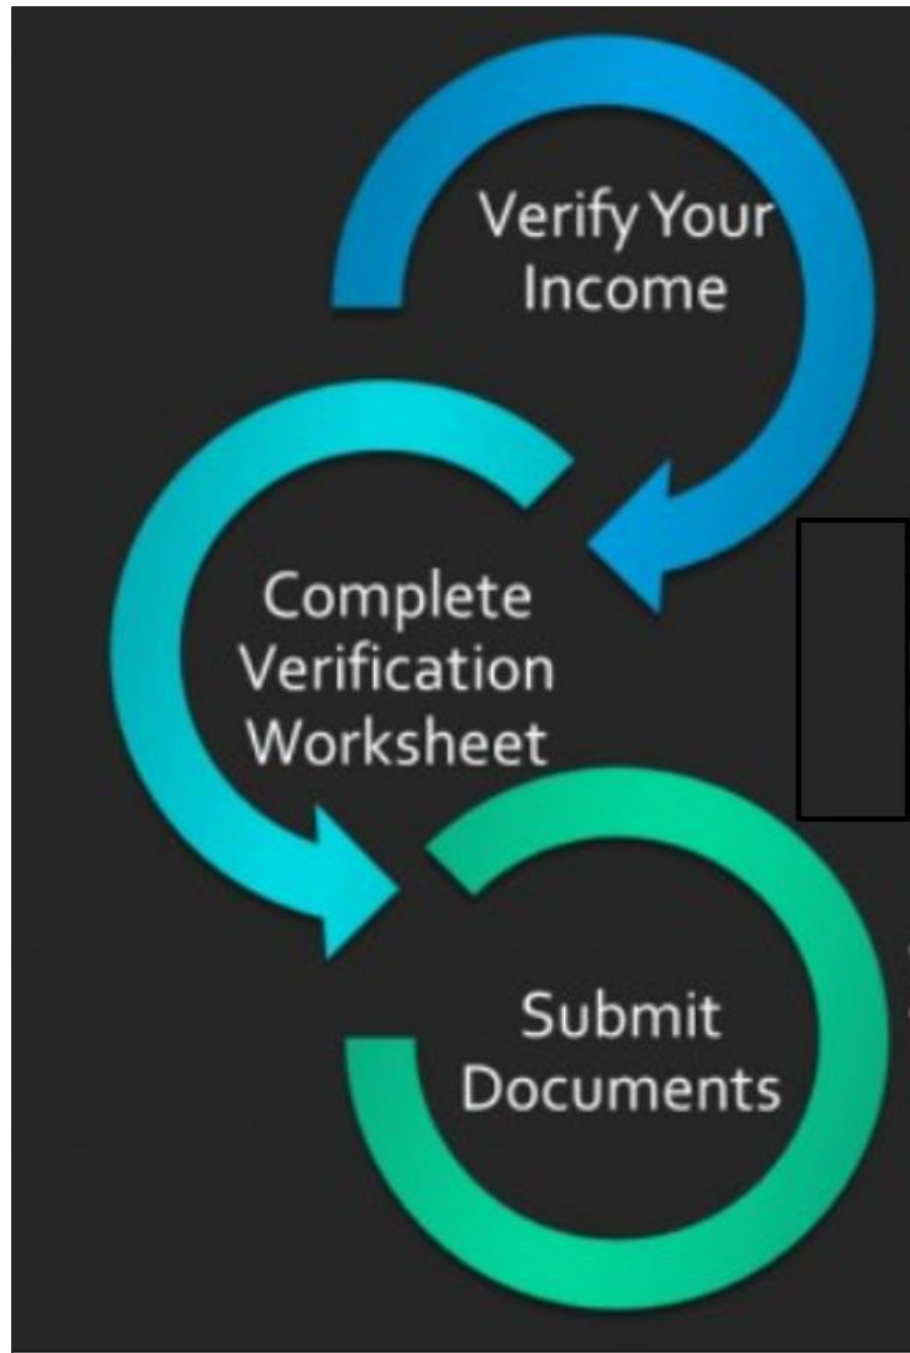 Verify Your
Income
Complete
Verification
Worksheet
Submit
Documents